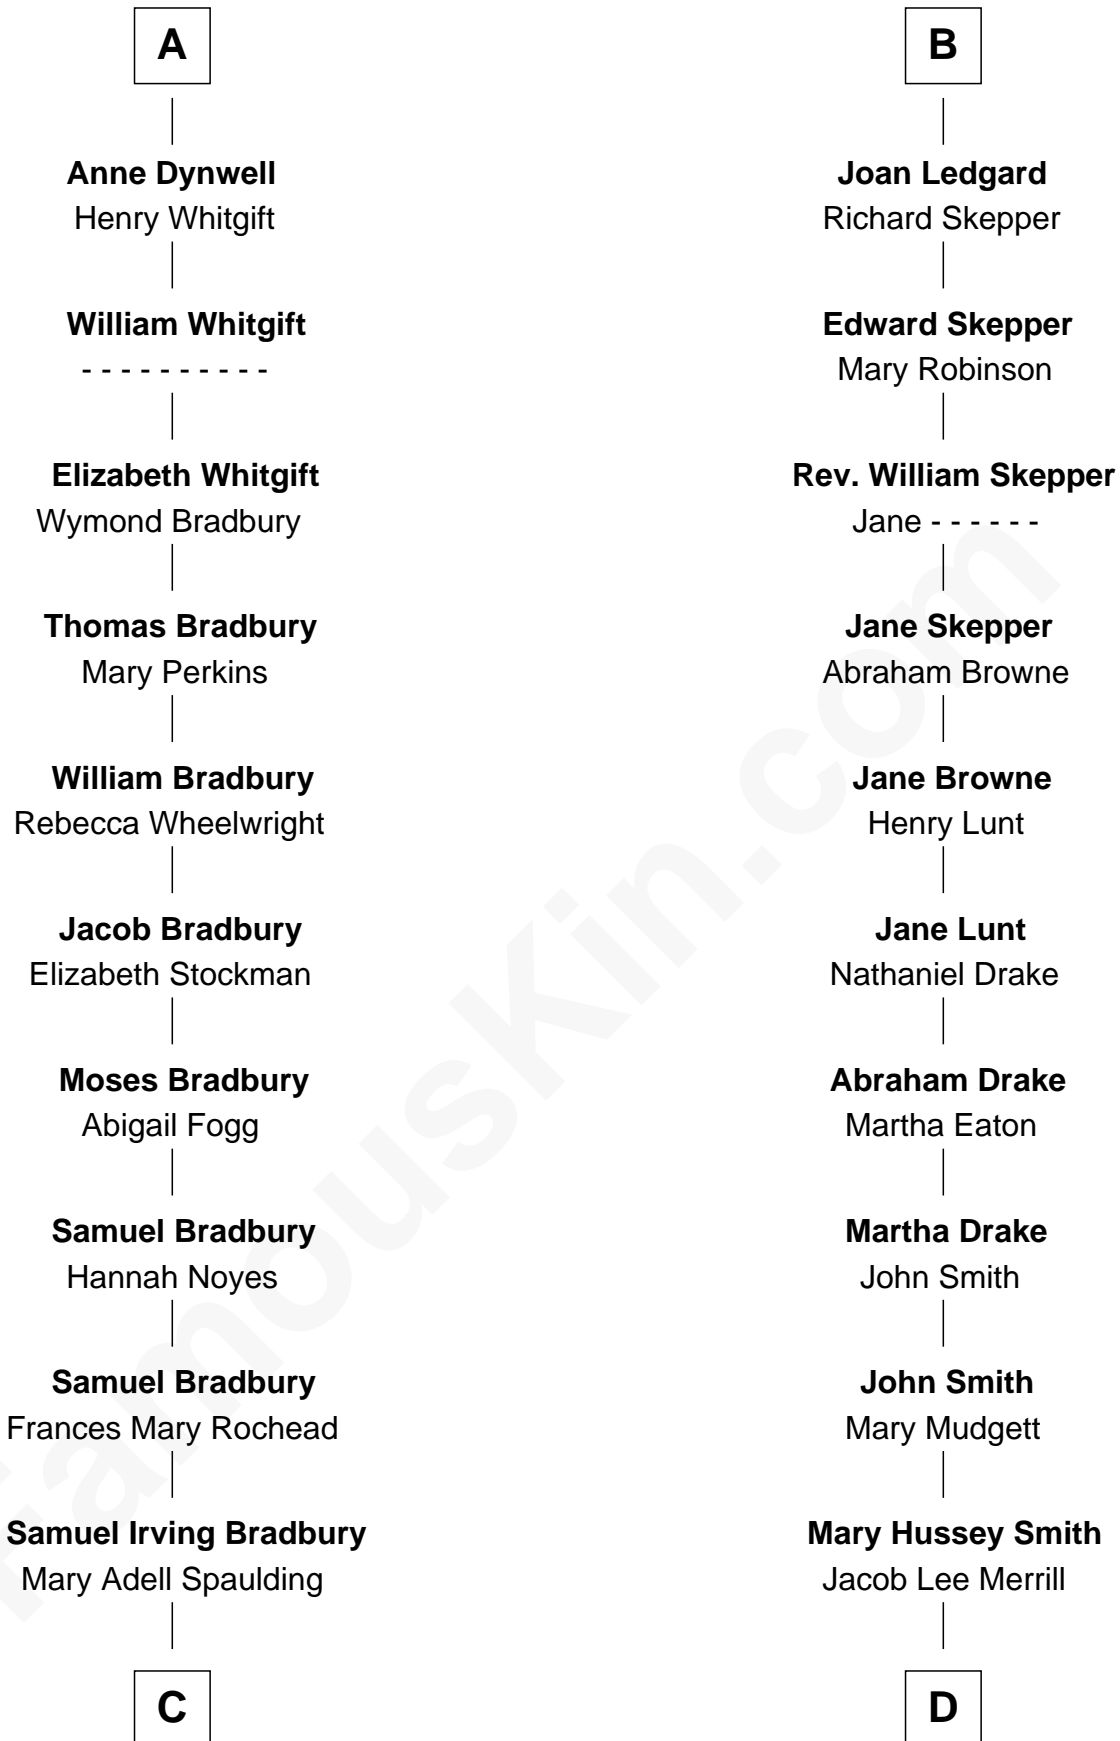 A
Anne Dynwell
Henry Whitgift
William Whitgift
- - - - - - - - - -
Elizabeth Whitgift
Wymond Bradbury
Thomas Bradbury
Mary Perkins
William Bradbury
Rebecca Wheelwright
Jacob Bradbury
Elizabeth Stockman
Moses Bradbury
Abigail Fogg
Samuel Bradbury
Hannah Noyes
Samuel Bradbury
Frances Mary Rochead
Samuel Irving Bradbury
Mary Adell Spaulding
C
B
Joan Ledgard
Richard Skepper
Edward Skepper
Mary Robinson
Rev. William Skepper
Jane - - - - - -
Jane Skepper
Abraham Browne
Jane Browne
Henry Lunt
Jane Lunt
Nathaniel Drake
Abraham Drake
Martha Eaton
Martha Drake
John Smith
John Smith
Mary Mudgett
Mary Hussey Smith
Jacob Lee Merrill
D
FamousKin.com